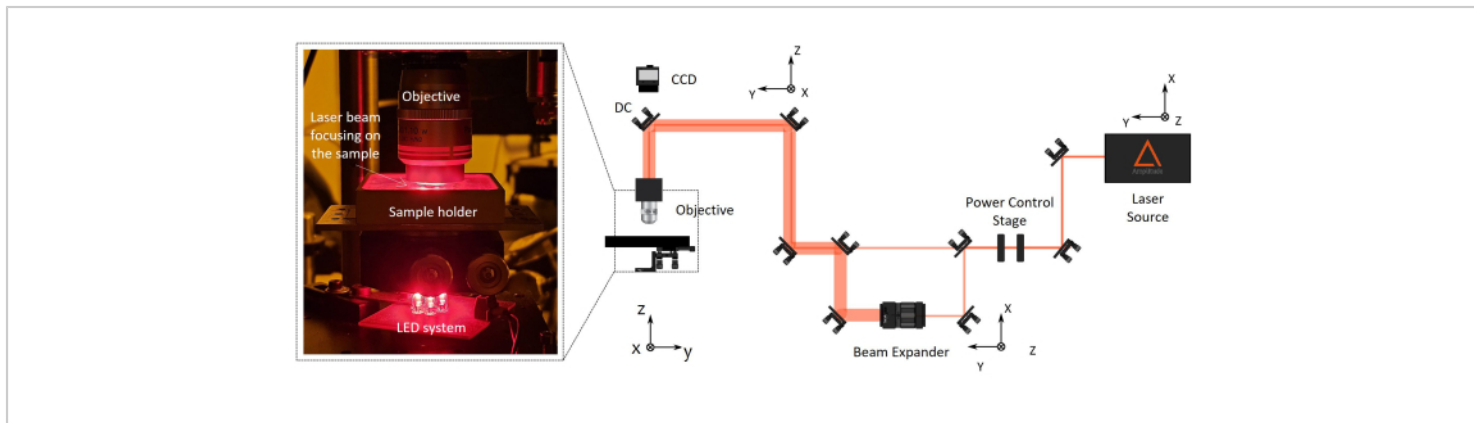 Objective
Laser beam
focusing on
the sample
Sample holder
LED system
CCD
DC
Objective
Z
Y
X
Z
X
y
Power Control
Stage
Beam Expander
X
Y
Z
X
Y
Z
Amplitude
Laser
Source